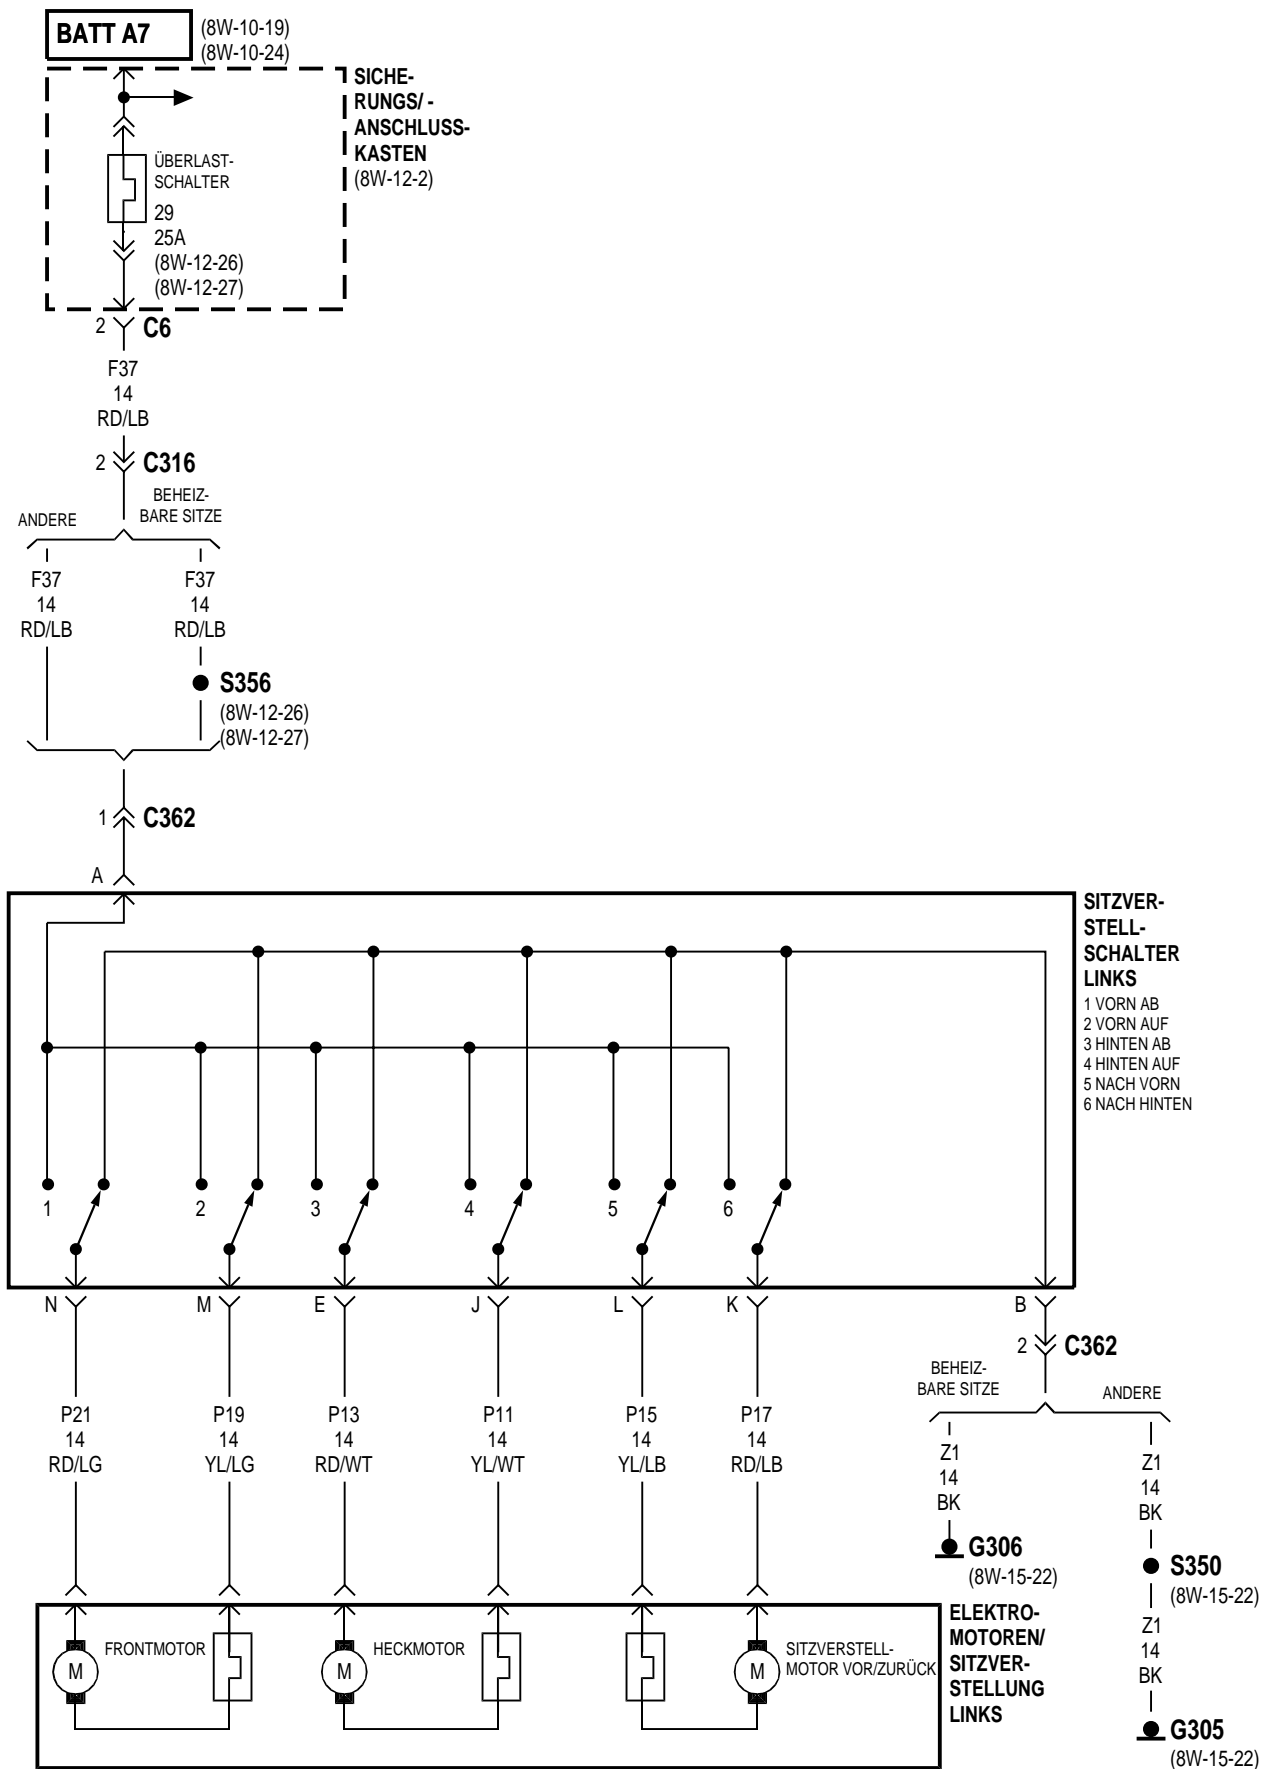 BATT A7
(8W-10-19)
(8W-10-24)
SICHE-
RUNGS/ -
ANSCHLUSS-
KASTEN
(8W-12-2)
ÜBERLAST-
SCHALTER
29
25A
(8W-12-26)
(8W-12-27)
2
C6
F37
14
RD/LB
2
C316
ANDERE
BEHEIZ-
BARE SITZE
F37
14
RD/LB
F37
14
RD/LB
S356
(8W-12-26)
(8W-12-27)
1
C362
A
SITZVER-
STELL-
SCHALTER
LINKS
1 VORN AB
2 VORN AUF
3 HINTEN AB
4 HINTEN AUF
5 NACH VORN
6 NACH HINTEN
1
2
3
4
5
6
N
M
E
J
L
K
B
2
C362
BEHEIZ-
BARE SITZE
ANDERE
P21
14
RD/LG
P19
14
YL/LG
P13
14
RD/WT
P11
14
YL/WT
P15
14
YL/LB
P17
14
RD/LB
Z1
14
BK
G306
(8W-15-22)
Z1
14
BK
S350
(8W-15-22)
Z1
14
BK
G305
(8W-15-22)
ELEKTRO-
MOTOREN/
SITZVER-
STELLUNG
LINKS
M
FRONTMOTOR
M
HECKMOTOR
M
SITZVERSTELL-
MOTOR VOR/ZURÜCK